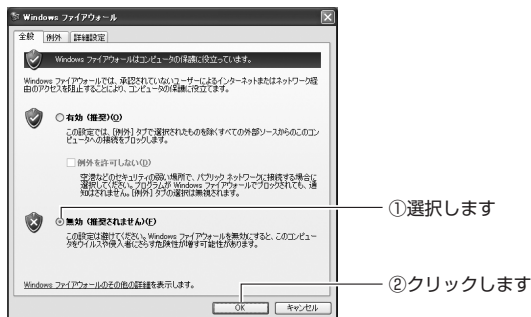 Windows ファイアウォール
全般 例外 詳細設定
Windows ファイアウォールはコンピュータの保護に役立っています。
Windows ファイアウォールでは、承認されていないユーザーによるインターネットまたはネットワーク経
由のアクセスを阻止することにより、コンピュータの保護に役立てます。
有効 (推奨)(O)
この設定では、[例外] タブで選択されたものを除くすべての外部ソースからのこのコン
ピュータへの接続をブロックします。
例外を許可しない(D)
空港などのセキュリティの弱い場所で、パブリック ネットワークに接続する場合に
選択してください。プログラムが Windows ファイアウォールでブロックされても、通
知はされません。[例外] タブの選択は無視されます。
①選択します
無効 (推奨されません)(F)
この設定は避けてください。Windows ファイアウォールを無効にすると、このコンピュー
タをウイルスや侵入者にさらす危険性が増す可能性があります。
Windows ファイアウォールのその他の詳細を表示します。
②クリックします
OK キャンセル